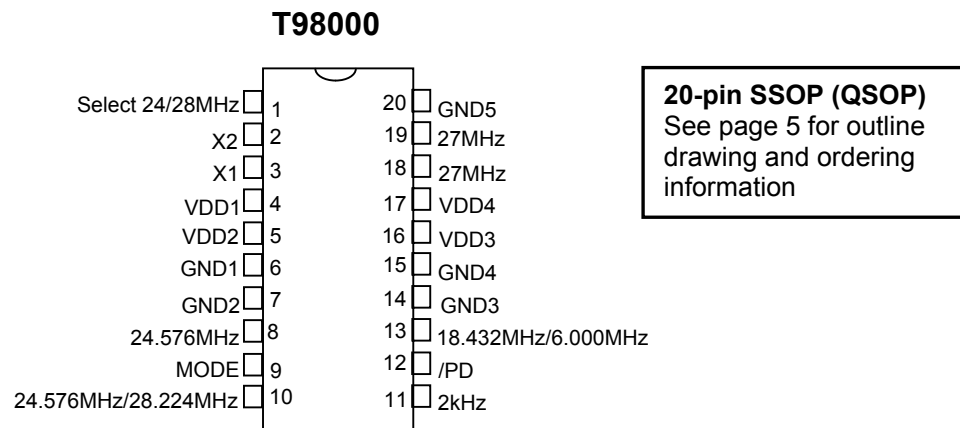 T98000
Select 24/28MHz 1
X2 2
X1 3
VDD1 4
VDD2 5
GND1 6
GND2 7
24.576MHz 8
MODE 9
24.576MHz/28.224MHz 10
20 GND5
19 27MHz
18 27MHz
17 VDD4
16 VDD3
15 GND4
14 GND3
13 18.432MHz/6.000MHz
12 /PD
11 2kHz
20-pin SSOP (QSOP)
See page 5 for outline
drawing and ordering
information